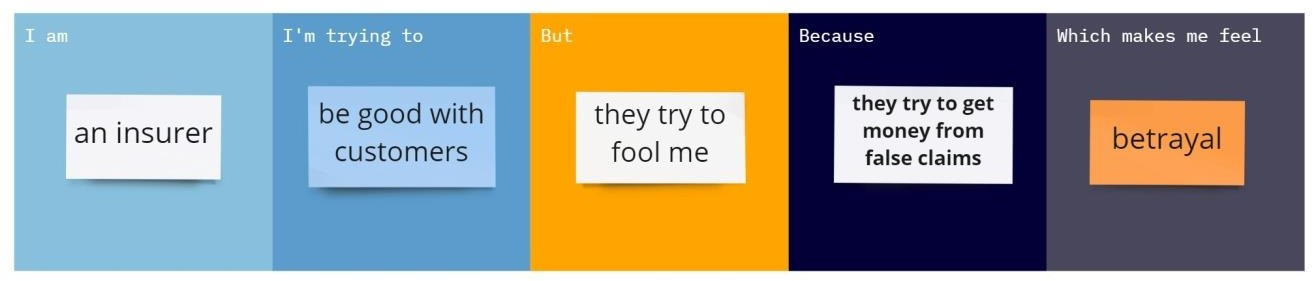 I am
an insurer
I'm trying to
be good with
customers
But
they try to
fool me
Because
they try to get
money from
false claims
Which makes me feel
betrayal